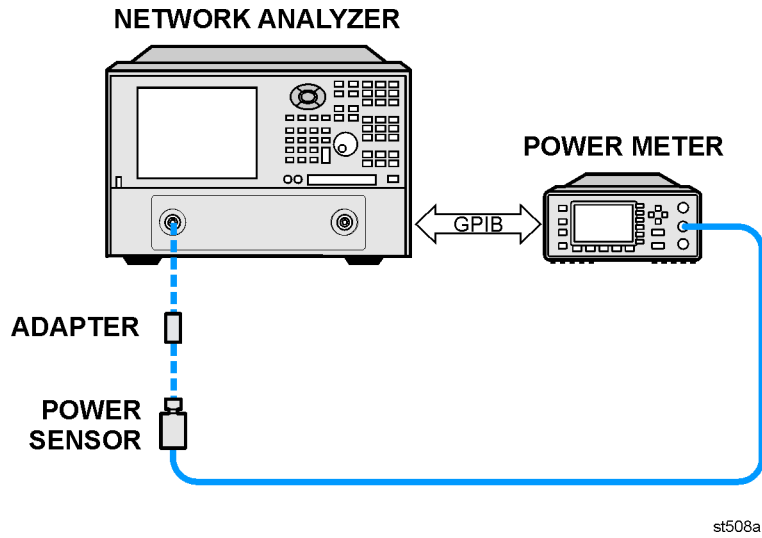 NETWORK ANALYZER
POWER METER
GPIB
ADAPTER
POWER
SENSOR
st508a